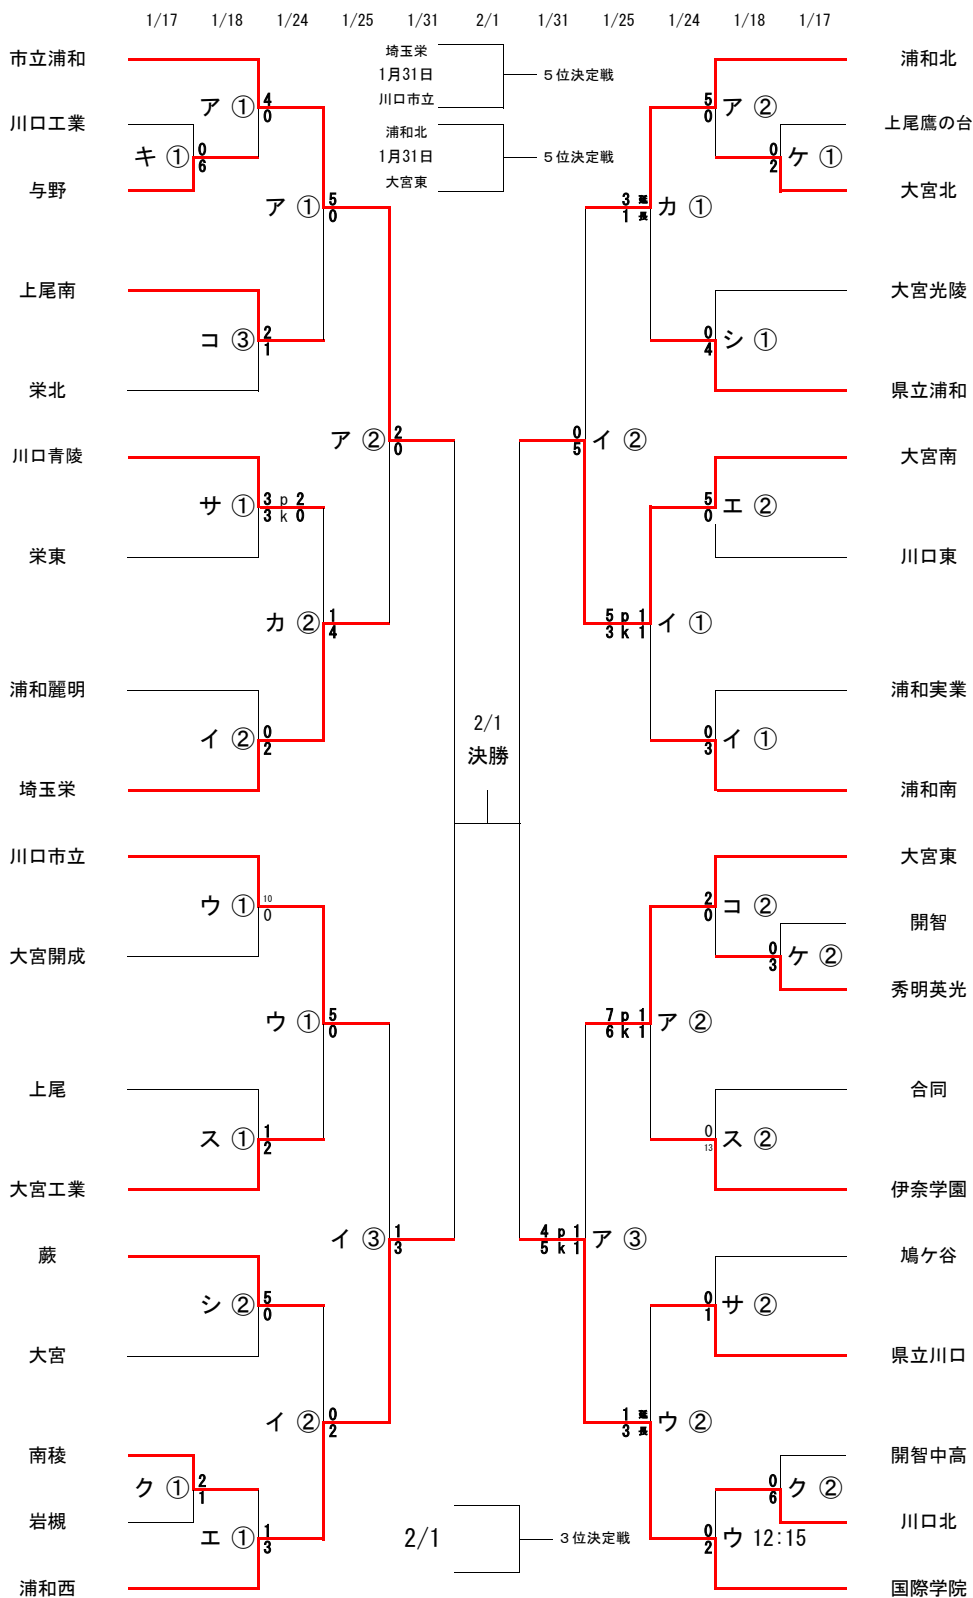 1/17 1/18 1/24 1/25 1/31 2/1 1/31 1/25 1/24 1/18 1/17
埼玉栄
1月31日
川口市立
5位決定戦
浦和北
1月31日
大宮東
5位決定戦
市立浦和
ア ① 4 0
川口工業
キ ① 0 6
与野
ア ① 5 0
上尾南
コ ③ 2 1
栄北
ア ② 2 0
川口青陵
サ ① 3 p 2
3 k 0
栄東
カ ② 1 4
浦和麗明
イ ② 0 2
埼玉栄
川口市立
ウ ① 10 0
大宮開成
ウ ① 5 0
上尾
ス ① 1 2
大宮工業
イ ③ 1 3
蕨
シ ② 5 0
大宮
イ ② 0 2
南稜
ク ① 2 1
岩槻
エ ① 1 3
浦和西
2/1
決勝
2/1
3位決定戦
浦和北
5 0 ア ②
上尾鷹の台
0 2 ケ ①
大宮北
3 延
1 長
カ ①
大宮光陵
0 4 シ ①
県立浦和
0 5 イ ②
大宮南
5 0 エ ②
川口東
5 p 1
3 k 1
イ ①
浦和実業
0 3 イ ①
浦和南
大宮東
2 0 コ ②
開智
0 3 ケ ②
秀明英光
7 p 1
6 k 1
ア ②
合同
0 13 ス ②
伊奈学園
4 p 1
5 k 1
ア ③
鳩ケ谷
0 1 サ ②
県立川口
1 延
3 長
ウ ②
開智中高
0 6 ク ②
川口北
0 2 ウ 12:15
国際学院